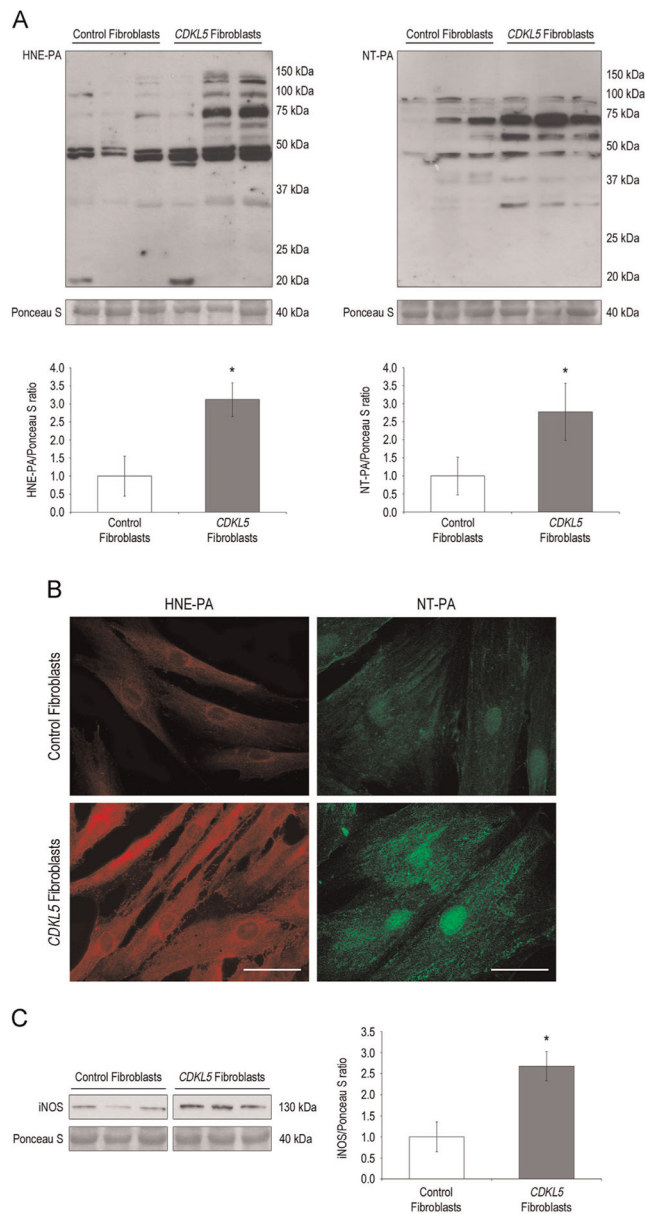 A
Control Fibroblasts CDKL5 Fibroblasts
HNE-PA
150 kDa
100 kDa
75 kDa
50 kDa
37 kDa
25 kDa
20 kDa
Ponceau S 40 kDa
Control Fibroblasts CDKL5 Fibroblasts
NT-PA
150 kDa
100 kDa
75 kDa
50 kDa
37 kDa
25 kDa
20 kDa
Ponceau S 40 kDa
HNE-PA/Ponceau S ratio
4.0
3.5
3.0
2.5
2.0
1.5
1.0
0.5
0.0
*
Control CDKL5
Fibroblasts Fibroblasts
NT-PA/Ponceau S ratio
4.0
3.5
3.0
2.5
2.0
1.5
1.0
0.5
0.0
*
Control CDKL5
Fibroblasts Fibroblasts
B
HNE-PA NT-PA
Control Fibroblasts
CDKL5 Fibroblasts
C
Control Fibroblasts CDKL5 Fibroblasts
iNOS 130 kDa
Ponceau S 40 kDa
iNOS/Ponceau S ratio
3.5
3.0
2.5
2.0
1.5
1.0
0.5
0.0
*
Control CDKL5
Fibroblasts Fibroblasts